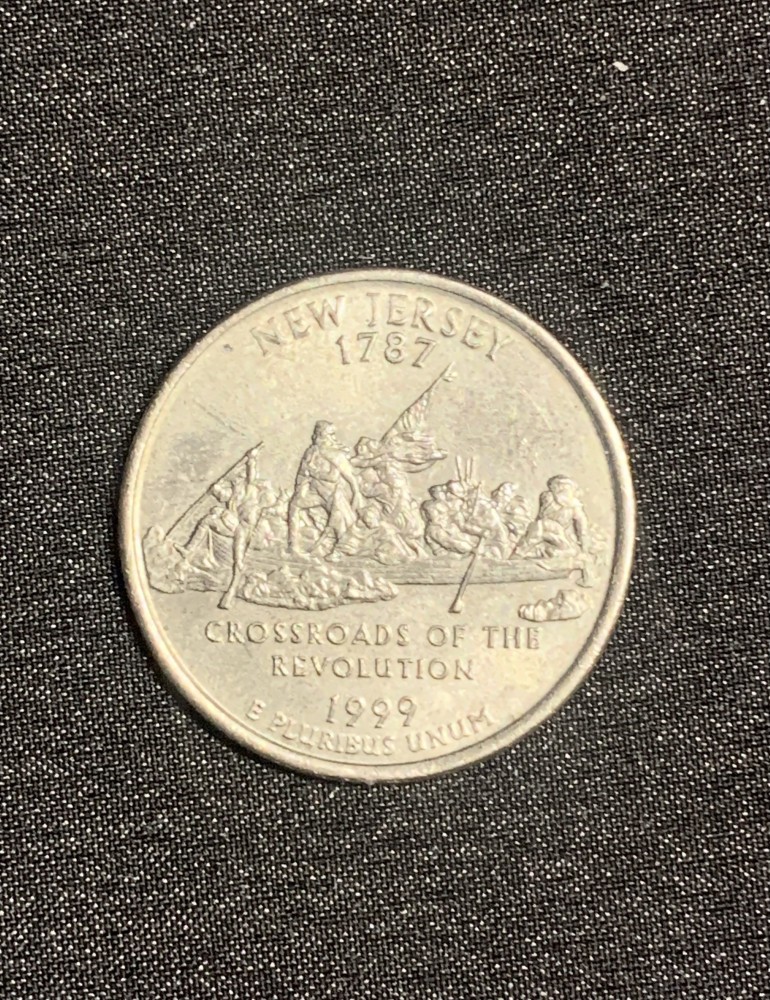 NEW JERSEY
1787
CROSSROADS OF THE
REVOLUTION
1999
E PLURIBUS UNUM